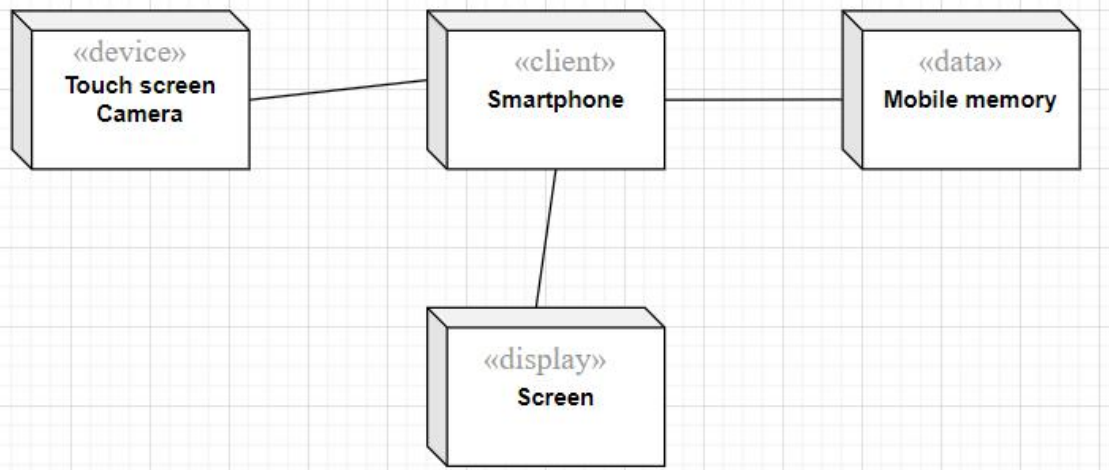 «device»
Touch screen
Camera
«client»
Smartphone
«data»
Mobile memory
«display»
Screen